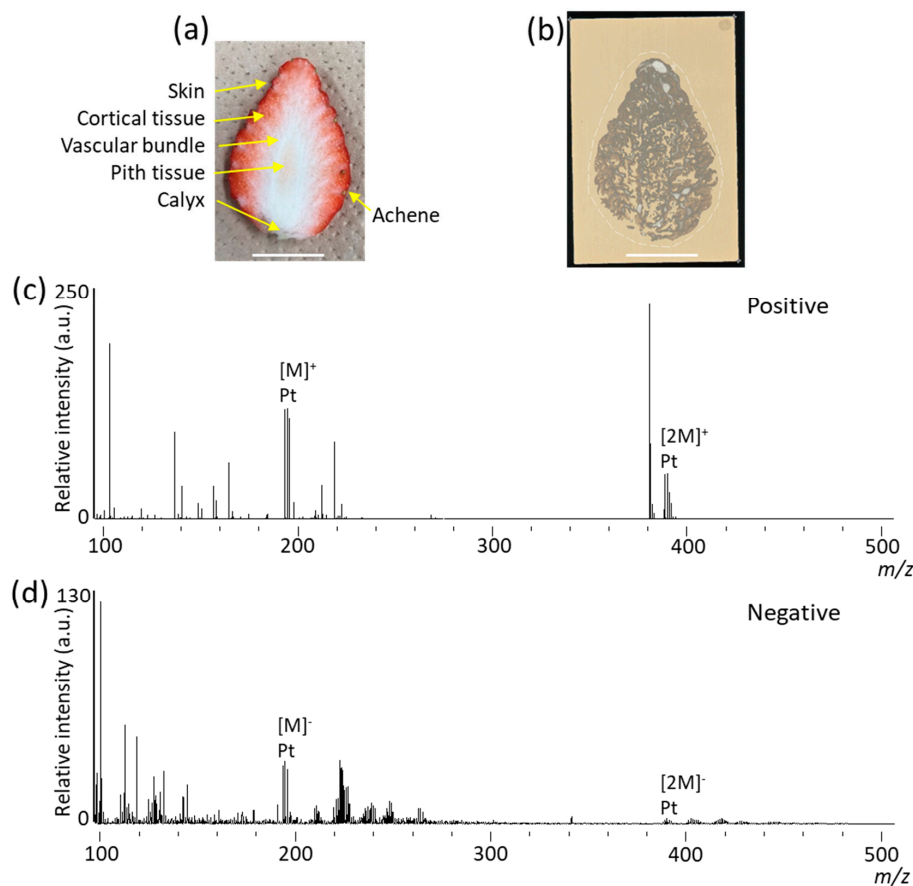 (a)
(b)
Skin
Cortical tissue
Vascular bundle
Pith tissue
Calyx
Achene
(c)
250
Relative intensity (a.u.)
0
Positive
[M]⁺
Pt
[2M]⁺
Pt
100
200
300
400
500
m/z
(d)
130
Relative intensity (a.u.)
0
Negative
[M]⁻
Pt
[2M]⁻
Pt
100
200
300
400
500
m/z